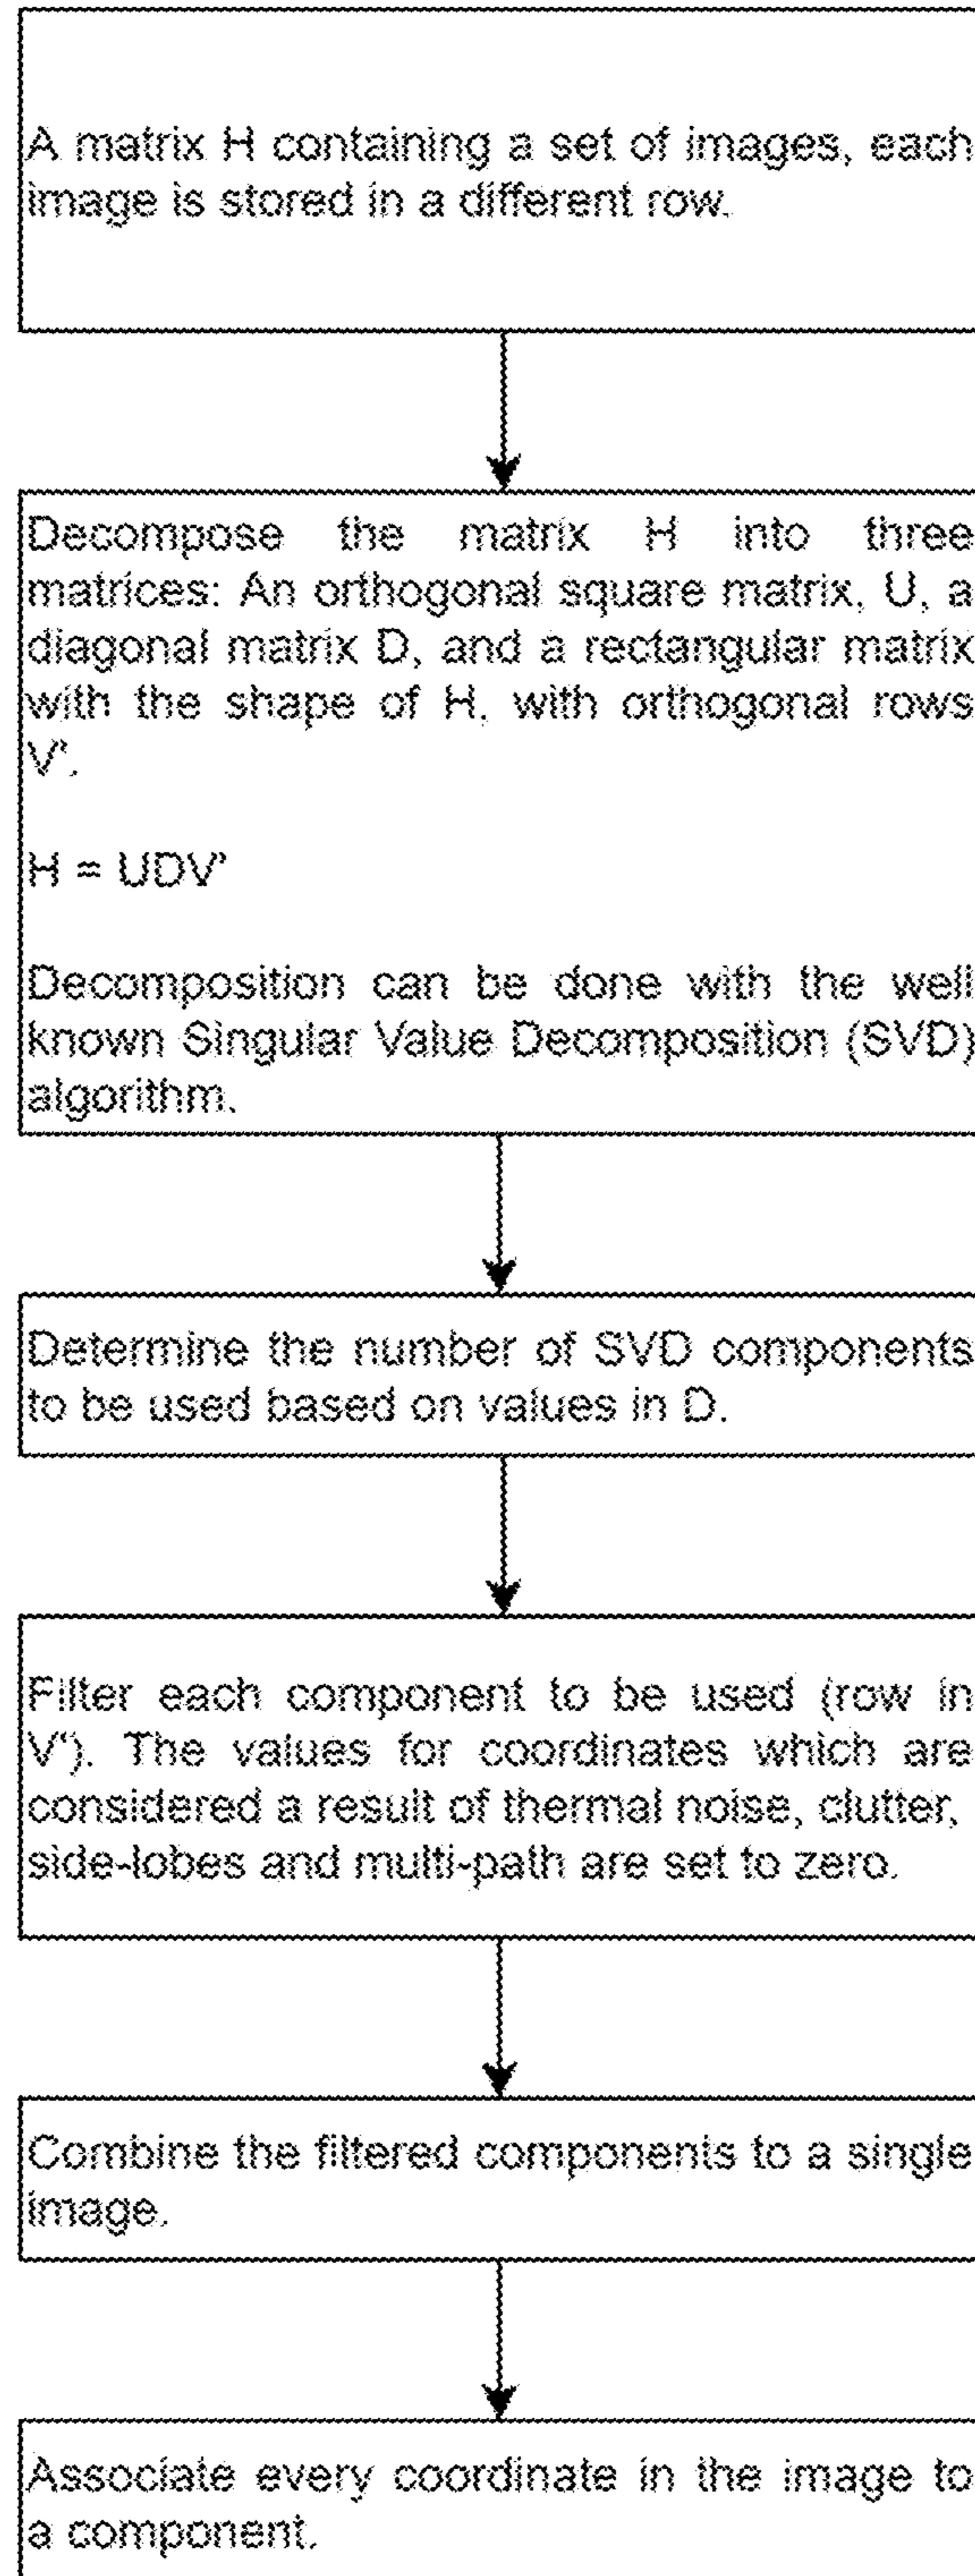 A matrix H containing a set of images, each
image is stored in a different row.
Decompose the matrix H into three
matrices: An orthogonal square matrix, U, a
diagonal matrix D, and a rectangular matrix
with the shape of H, with orthogonal rows
V'.
H = UDV'
Decomposition can be done with the well
known Singular Value Decomposition (SVD)
algorithm.
Determine the number of SVD components
to be used based on values in D.
Filter each component to be used (row in
V'). The values for coordinates which are
considered a result of thermal noise, clutter,
side-lobes and multi-path are set to zero.
Combine the filtered components to a single
image.
Associate every coordinate in the image to
a component.